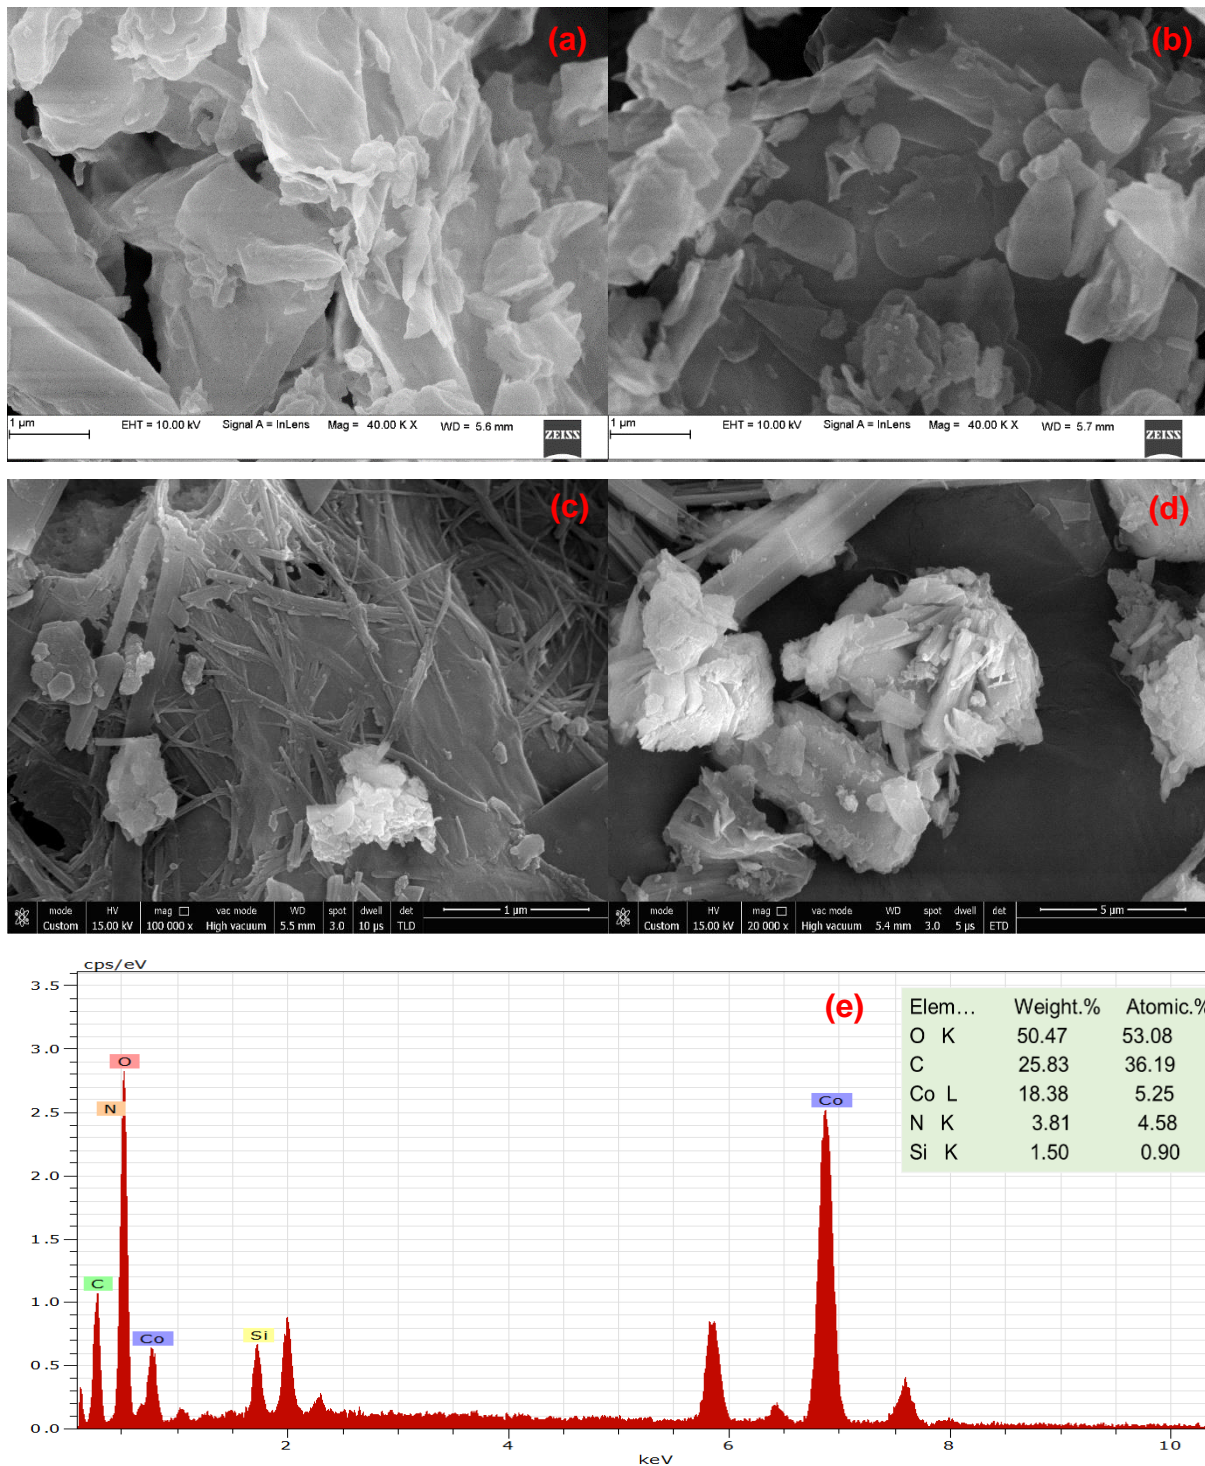 (a)
(b)
1 µm EHT = 10.00 kV Signal A = InLens Mag = 40.00 K X WD = 5.6 mm ZEISS
1 µm EHT = 10.00 kV Signal A = InLens Mag = 40.00 K X WD = 5.7 mm ZEISS
(c)
(d)
mode HV mag vac mode WD spot dwell det 1 µm
Custom 15.00 kV 100 000 x High vacuum 5.5 mm 3.0 10 µs TLD
mode HV mag vac mode WD spot dwell det 5 µm
Custom 15.00 kV 20 000 x High vacuum 5.4 mm 3.0 5 µs ETD
cps/eV
(e)
3.5
3.0
2.5
2.0
1.5
1.0
0.5
0.0
O
N
C
Co
Si
Co
Elem... Weight.% Atomic.%
O K 50.47 53.08
C 25.83 36.19
Co L 18.38 5.25
N K 3.81 4.58
Si K 1.50 0.90
2 4 6 8 10
keV